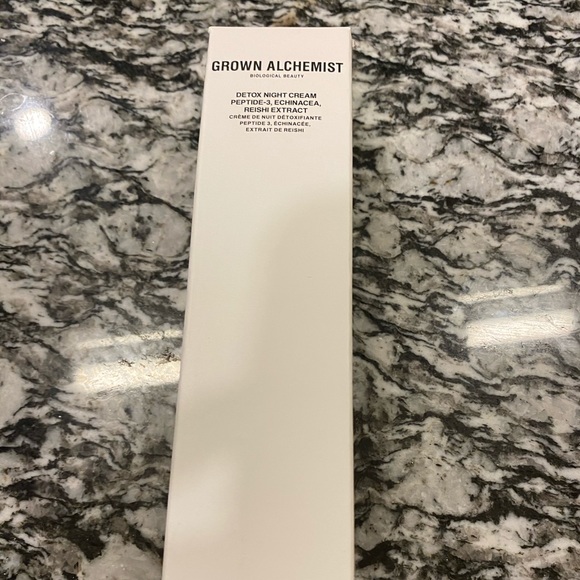 GROWN ALCHEMIST
BIOLOGICAL BEAUTY
DETOX NIGHT CREAM
PEPTIDE-3, ECHINACEA,
REISHI EXTRACT
CRÈME DE NUIT DÉTOXIFIANTE
PEPTIDE 3, ÉCHINACÉE,
EXTRAIT DE REISHI